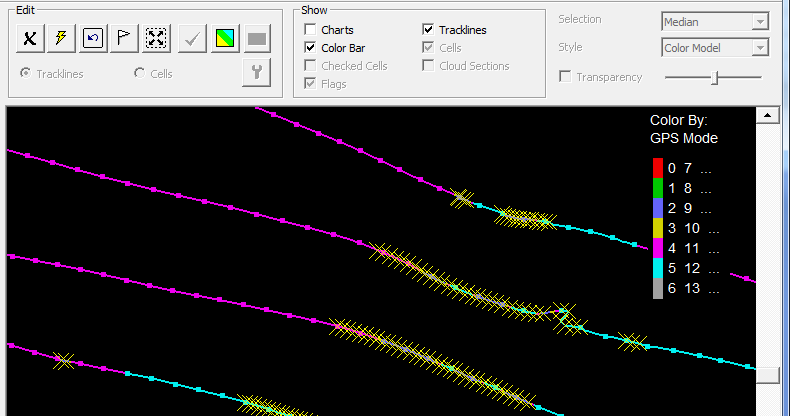 Edit
Tracklines
Cells
Show
Charts
Tracklines
Color Bar
Cells
Checked Cells
Cloud Sections
Flags
Selection
Median
Style
Color Model
Transparency
Color By:
GPS Mode
0 7 ...
1 8 ...
2 9 ...
3 10 ...
4 11 ...
5 12 ...
6 13 ...